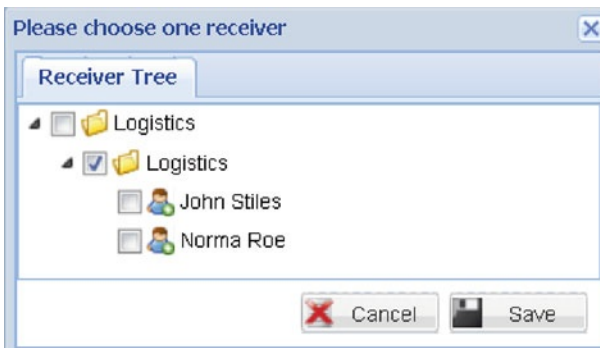 Please choose one receiver
Receiver Tree
Logistics
Logistics
John Stiles
Norma Roe
Cancel Save